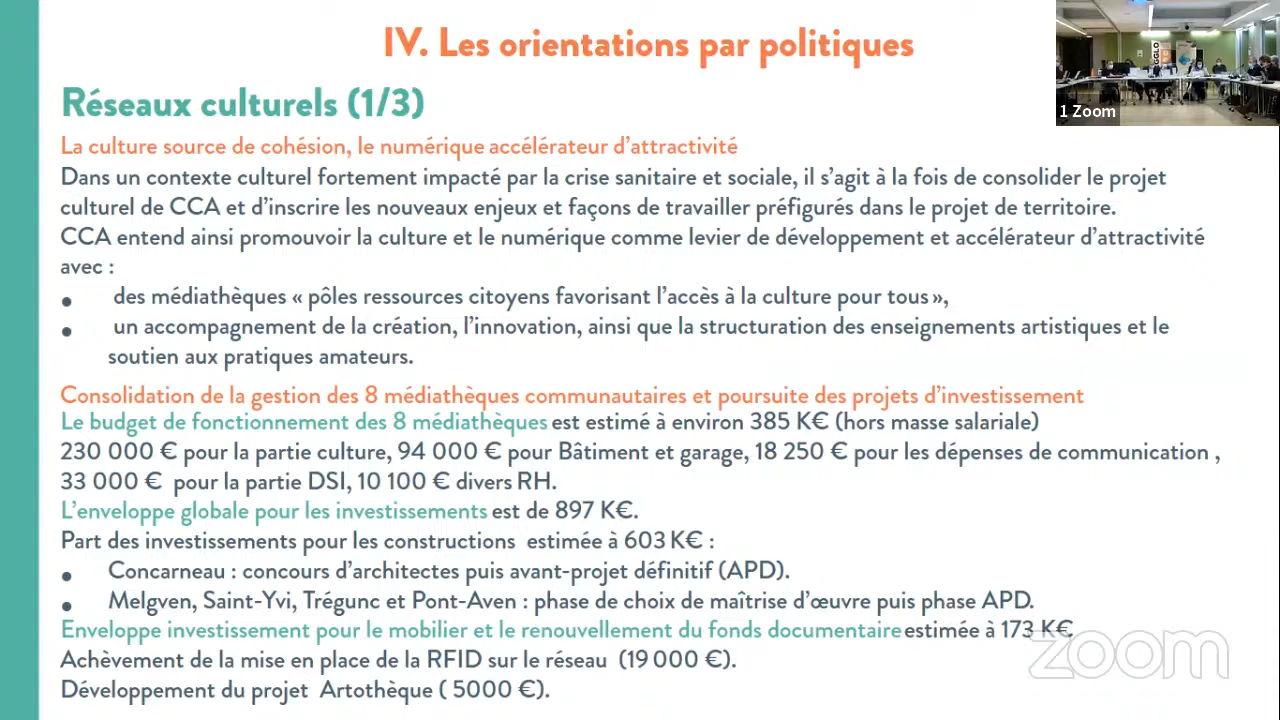 IV. Les orientations par politiques
Réseaux culturels (1/3)
La culture source de cohésion, le numérique accélérateur d'attractivité
Dans un contexte culturel fortement impacté par la crise sanitaire et sociale, il s'agit à la fois de consolider le projet
culturel de CCA et d'inscrire les nouveaux enjeux et façons de travailler préfigurés dans le projet de territoire.
CCA entend ainsi promouvoir la culture et le numérique comme levier de développement et accélérateur d'attractivité
avec :
• des médiathèques « pôles ressources citoyens favorisant l'accès à la culture pour tous »,
• un accompagnement de la création, l'innovation, ainsi que la structuration des enseignements artistiques et le
soutien aux pratiques amateurs.
Consolidation de la gestion des 8 médiathèques communautaires et poursuite des projets d'investissement
Le budget de fonctionnement des 8 médiathèques est estimé à environ 385 K€ (hors masse salariale)
230 000 € pour la partie culture, 94 000 € pour Bâtiment et garage, 18 250 € pour les dépenses de communication ,
33 000 € pour la partie DSI, 10 100 € divers RH.
L'enveloppe globale pour les investissements est de 897 K€.
Part des investissements pour les constructions estimée à 603 K€ :
• Concarneau : concours d'architectes puis avant-projet définitif (APD).
• Melgven, Saint-Yvi, Trégunc et Pont-Aven : phase de choix de maîtrise d'œuvre puis phase APD.
Enveloppe investissement pour le mobilier et le renouvellement du fonds documentaire estimée à 173 K€
Achèvement de la mise en place de la RFID sur le réseau (19 000 €).
Développement du projet Artothèque ( 5000 €).
1 Zoom
zoom